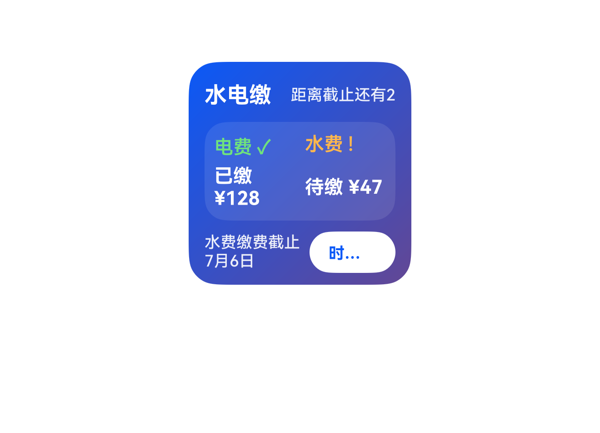 水电缴
距离截止还有2
电费 ✓
水费！
已缴
¥128
待缴 ¥47
水费缴费截止
7月6日
时...